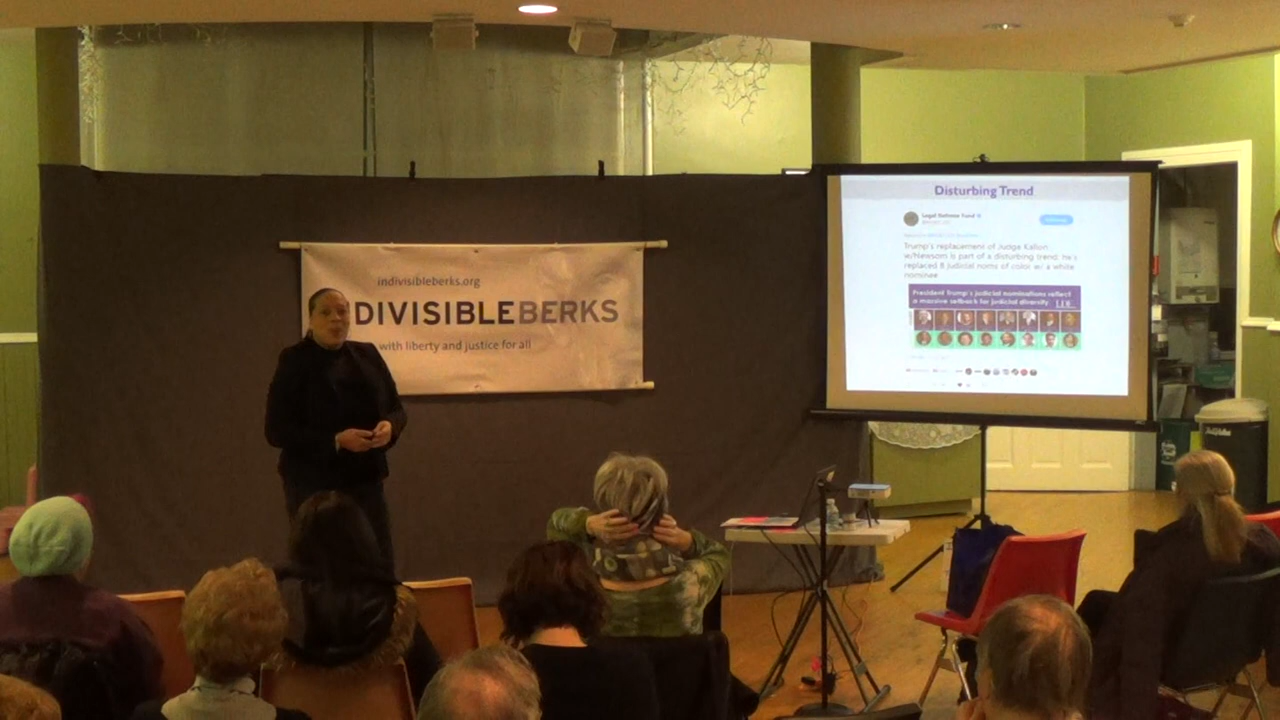 indivisibleberks.org
DIVISIBLEBERKS
with liberty and justice for all
Disturbing Trend
Legal Defense Fund
Trump's replacement of Judge Kallon
w/Newsom is part of a disturbing trend: he's
replaced 8 judicial noms of color w/ a white
nominee
President Trump's judicial nominations reflect
a massive setback for judicial diversity